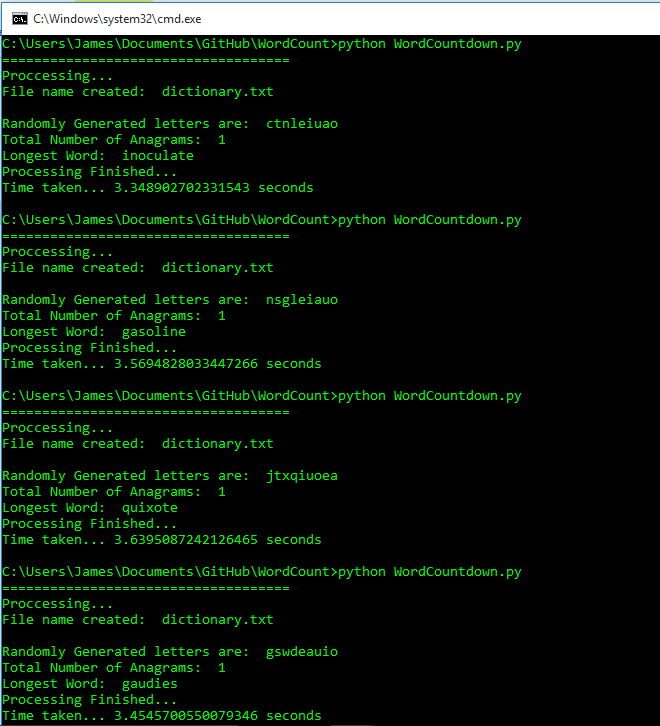 C:\Windows\system32\cmd.exe
C:\Users\James\Documents\GitHub\WordCount>python WordCountdown.py
====================================
Proccessing...
File name created:  dictionary.txt
Randomly Generated letters are:  ctnleiuao
Total Number of Anagrams:  1
Longest Word:  inoculate
Processing Finished...
Time taken... 3.348902702331543 seconds
C:\Users\James\Documents\GitHub\WordCount>python WordCountdown.py
====================================
Proccessing...
File name created:  dictionary.txt
Randomly Generated letters are:  nsgleiauo
Total Number of Anagrams:  1
Longest Word:  gasoline
Processing Finished...
Time taken... 3.5694828033447266 seconds
C:\Users\James\Documents\GitHub\WordCount>python WordCountdown.py
====================================
Proccessing...
File name created:  dictionary.txt
Randomly Generated letters are:  jtxqiuoea
Total Number of Anagrams:  1
Longest Word:  quixote
Processing Finished...
Time taken... 3.6395087242126465 seconds
C:\Users\James\Documents\GitHub\WordCount>python WordCountdown.py
====================================
Proccessing...
File name created:  dictionary.txt
Randomly Generated letters are:  gswdeauio
Total Number of Anagrams:  1
Longest Word:  gaudies
Processing Finished...
Time taken... 3.4545700550079346 seconds